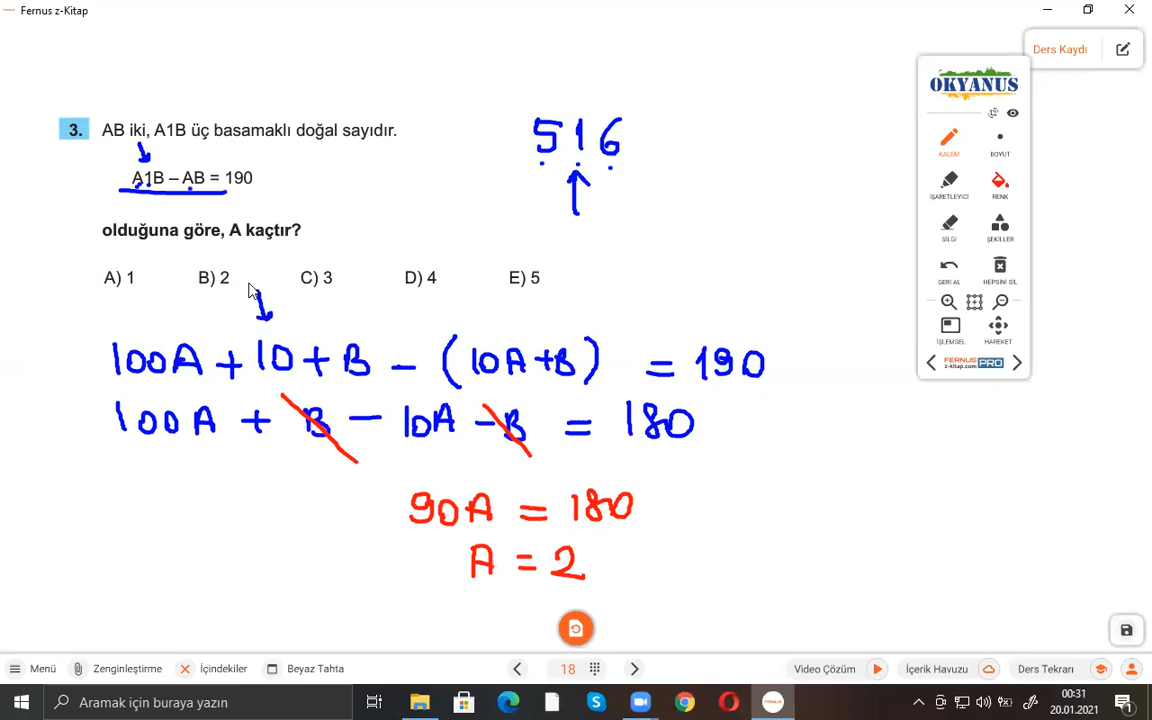 Fernus z-Kitap
Ders Kaydı
OKYANUS
KALEM BOYUT
İŞARETLEYİCİ RENK
SİLGİ ŞEKİLLER
GERİ AL HEPSİNİ SİL
İŞLEMSEL HAREKET
FERNUS PRO
z-kitap.com
3. AB iki, A1B üç basamaklı doğal sayıdır.
A1B – AB = 190
516
olduğuna göre, A kaçtır?
A) 1 B) 2 C) 3 D) 4 E) 5
100A + 10 + B - (10A+B) = 190
100A + B - 10A - B = 180
90A = 180
A = 2
Menü Zenginleştirme İçindekiler Beyaz Tahta 18 Video Çözüm İçerik Havuzu Ders Tekrarı
Aramak için buraya yazın
00:31
20.01.2021
1